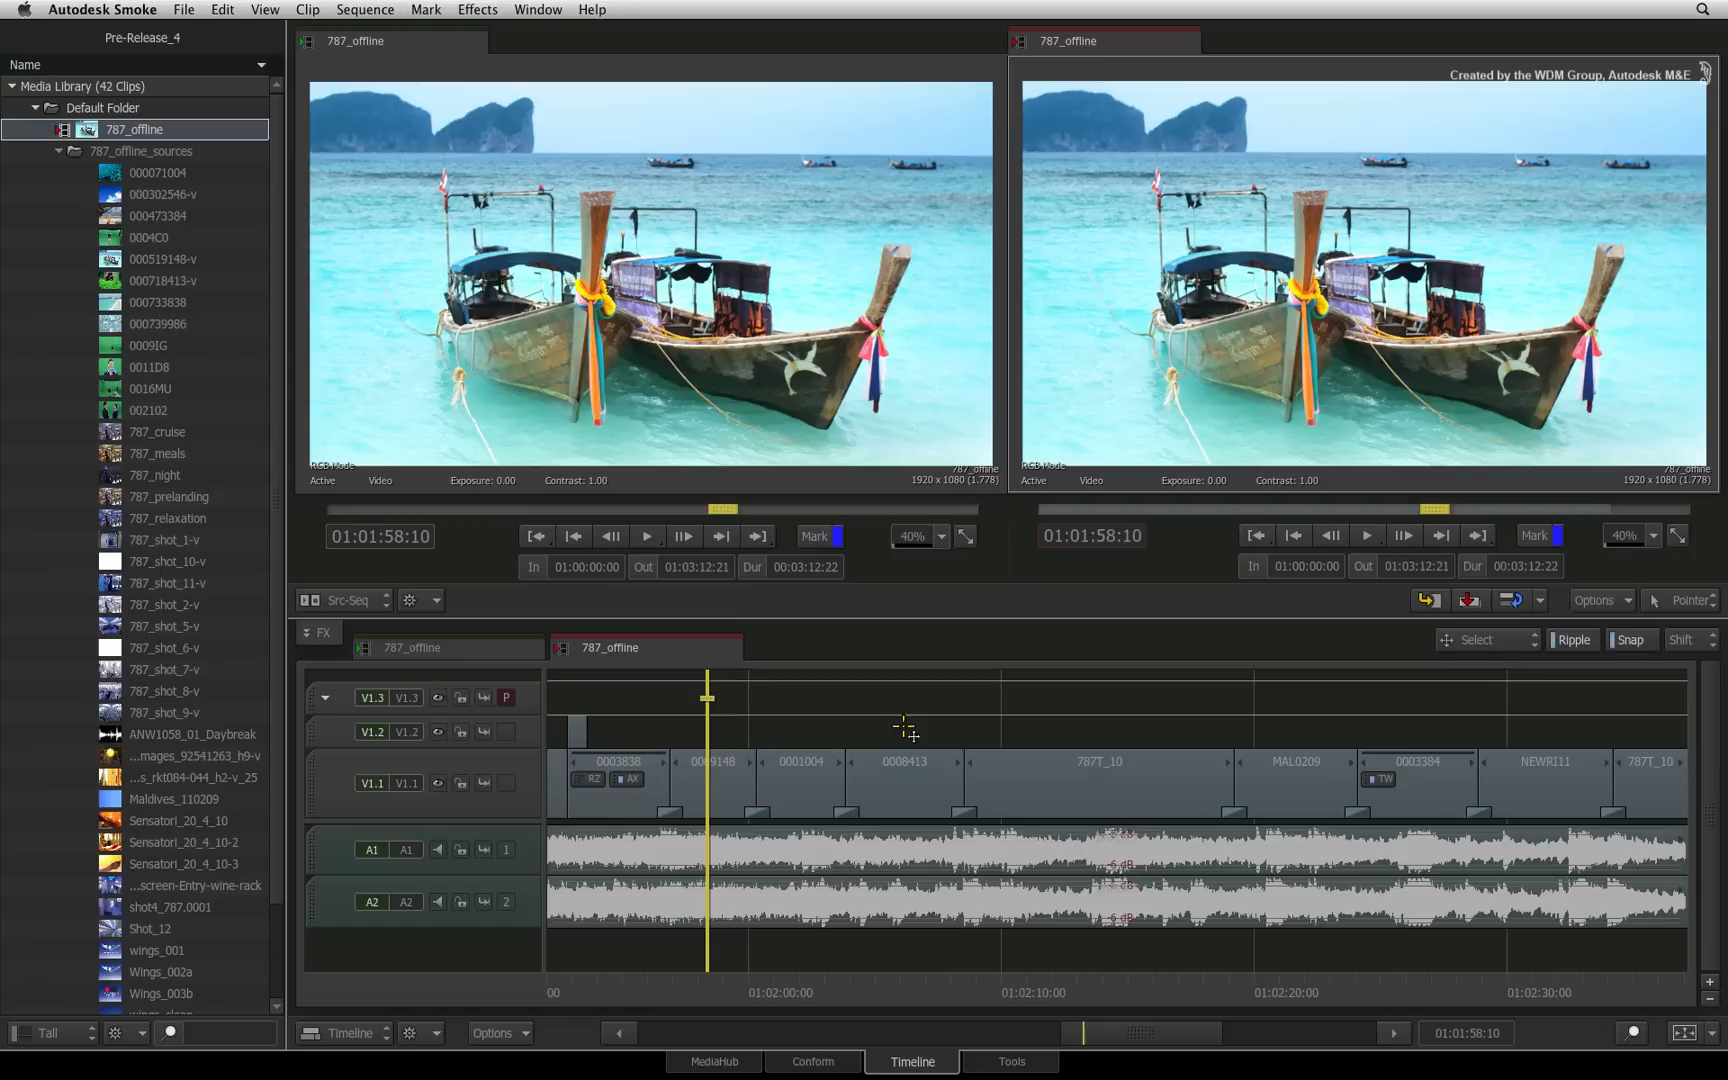 Autodesk Smoke File Edit View Clip Sequence Mark Effects Window Help
Pre-Release_4
Name
Media Library (42 Clips)
Default Folder
787_offline
787_offline_sources
000071004
000302546-v
000473384
0004C0
000519148-v
000718413-v
000733838
000739986
0009IG
0011D8
0016MU
002102
787_cruise
787_meals
787_night
787_prelanding
787_relaxation
787_shot_1-v
787_shot_10-v
787_shot_11-v
787_shot_2-v
787_shot_5-v
787_shot_6-v
787_shot_7-v
787_shot_8-v
787_shot_9-v
ANW1058_01_Daybreak
...mages_92541263_h9-v
...s_rkt084-044_h2-v_25
Maldives_110209
Sensatori_20_4_10
Sensatori_20_4_10-2
Sensatori_20_4_10-3
...screen-Entry-wine-rack
shot4_787.0001
Shot_12
wings_001
Wings_002a
Wings_003b
Tall
787_offline
787_offline
Created by the WDM Group, Autodesk M&E
RGB Mode
787_offline
Active Video Exposure: 0.00 Contrast: 1.00 1920 x 1080 (1.778)
RGB Mode
787_offline
Active Video Exposure: 0.00 Contrast: 1.00 1920 x 1080 (1.778)
01:01:58:10 Mark 40%
In 01:00:00:00 Out 01:03:12:21 Dur 00:03:12:22
01:01:58:10 Mark 40%
In 01:00:00:00 Out 01:03:12:21 Dur 00:03:12:22
Src-Seq Options Pointer
FX 787_offline 787_offline Select Ripple Snap Shift
V1.3 V1.3 P
V1.2 V1.2
V1.1 V1.1
0003838 0009148 0001004 0008413 787T_10 MAL0209 0003384 NEWRI11 787T_10
RZ AX TW
A1 A1 1
-6 dB
A2 A2 2
-6 dB
00 01:02:00:00 01:02:10:00 01:02:20:00 01:02:30:00
Timeline Options 01:01:58:10
MediaHub Conform Timeline Tools